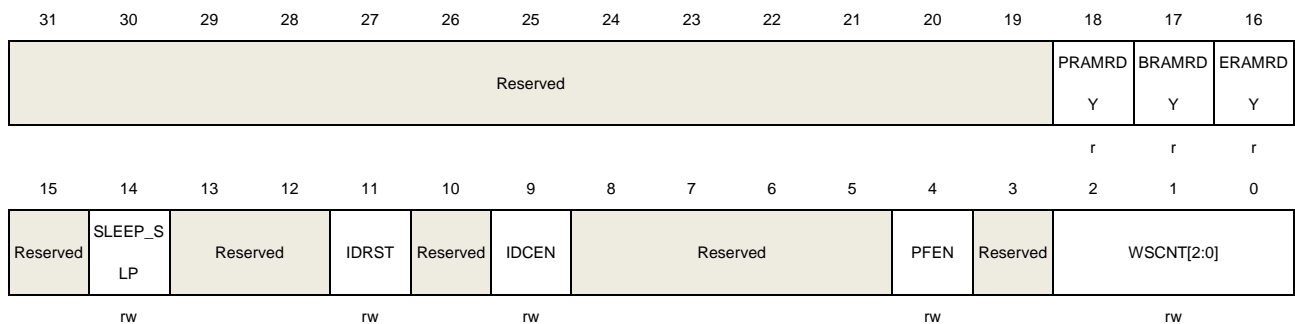 31 30 29 28 27 26 25 24 23 22 21 20 19 18 17 16
Reserved PRAMRD BRAMRD ERAMRD
Y Y Y
r r r
15 14 13 12 11 10 9 8 7 6 5 4 3 2 1 0
Reserved SLEEP_S Reserved IDRST Reserved IDCEN Reserved PFEN Reserved WSCNT[2:0]
LP
rw rw rw rw rw